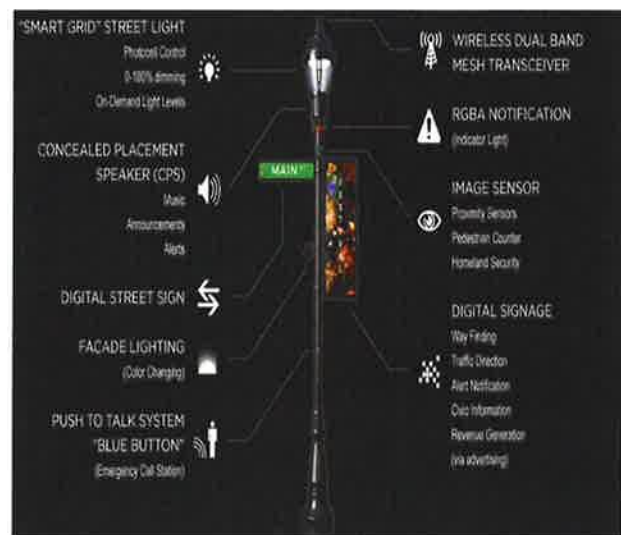 "SMART GRID" STREET LIGHT
Photocell Control
0-100% dimming
On-Demand Light Levels
CONCEALED PLACEMENT
SPEAKER (CPS)
Music
Announcements
Alerts
DIGITAL STREET SIGN
FACADE LIGHTING
(Color Changing)
PUSH TO TALK SYSTEM
"BLUE BUTTON"
(Emergency Call Station)
MAIN
WIRELESS DUAL BAND
MESH TRANSCEIVER
RGBA NOTIFICATION
(Indicator Light)
IMAGE SENSOR
Proximity Sensors
Pedestrian Counter
Homeland Security
DIGITAL SIGNAGE
Way Finding
Traffic Direction
Alert Notification
Civic Information
Revenue Generation
(via advertising)